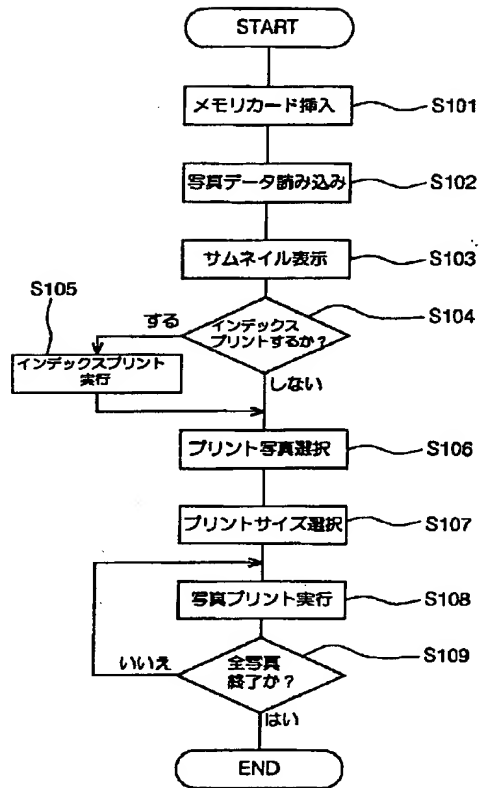 START
メモリカード挿入
S101
写真データ読み込み
S102
サムネイル表示
S103
S105
する
インデックス
プリントするか？
S104
インデックスプリント
実行
しない
プリント写真選択
S106
プリントサイズ選択
S107
写真プリント実行
S108
いいえ
全写真
終了か？
S109
はい
END